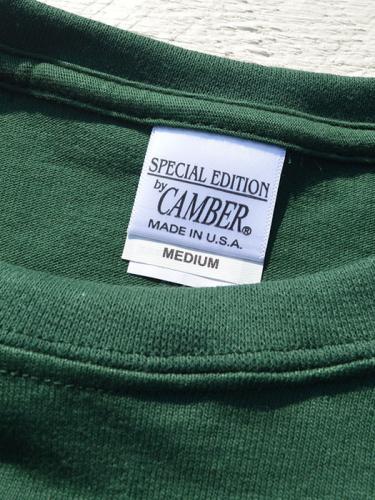 SPECIAL EDITION
by
CAMBER®
MADE IN U.S.A.
MEDIUM